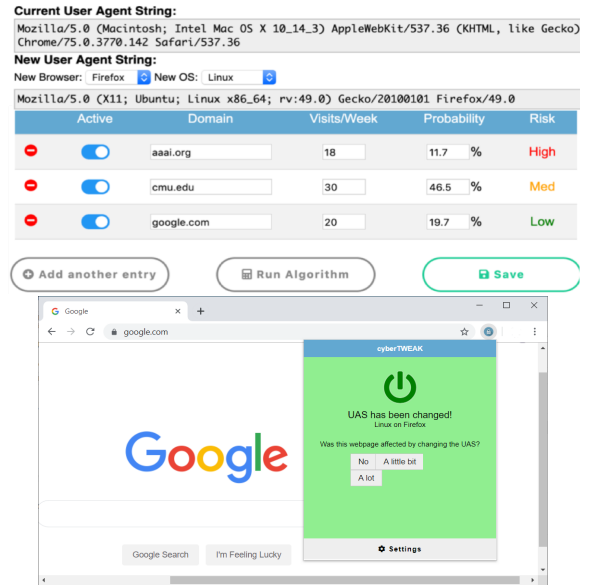 Current User Agent String:
Mozilla/5.0 (Macintosh; Intel Mac OS X 10_14_3) AppleWebKit/537.36 (KHTML, like Gecko)
Chrome/75.0.3770.142 Safari/537.36
New User Agent String:
New Browser: Firefox New OS: Linux
Mozilla/5.0 (X11; Ubuntu; Linux x86_64; rv:49.0) Gecko/20100101 Firefox/49.0
Active Domain Visits/Week Probability Risk
aaai.org 18 11.7 % High
cmu.edu 30 46.5 % Med
google.com 20 19.7 % Low
Add another entry Run Algorithm Save
G Google
google.com
cyberTWEAK
UAS has been changed!
Linux on Firefox
Was this webpage affected by changing the UAS?
No A little bit
A lot
Google
Google Search I'm Feeling Lucky
Settings